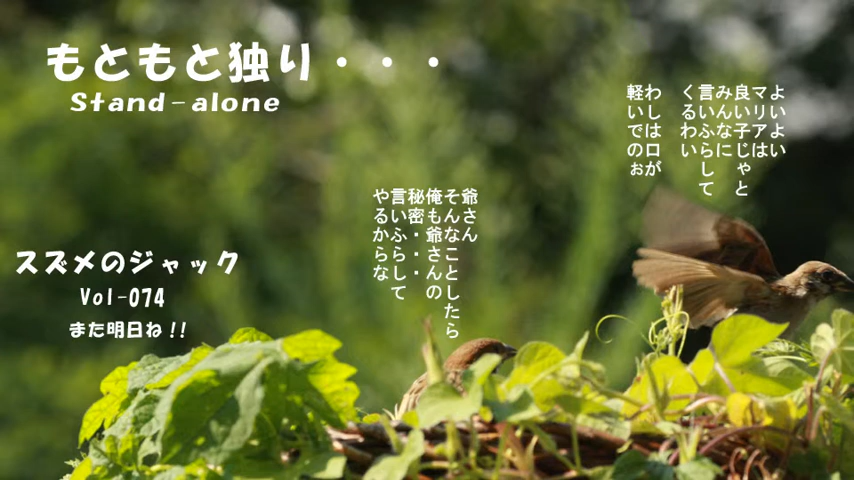 もともと独り・・・
Stand-alone
よいよい
マリアは
良い子じゃと
みんなに
言いふらして
くるわい
わしは口が
軽いでのぉ
爺さん
そんなことしたら
俺も爺さんの
秘密・・・
言いふらして
やるからな
スズメのジャック
Vol-074
また明日ね!!